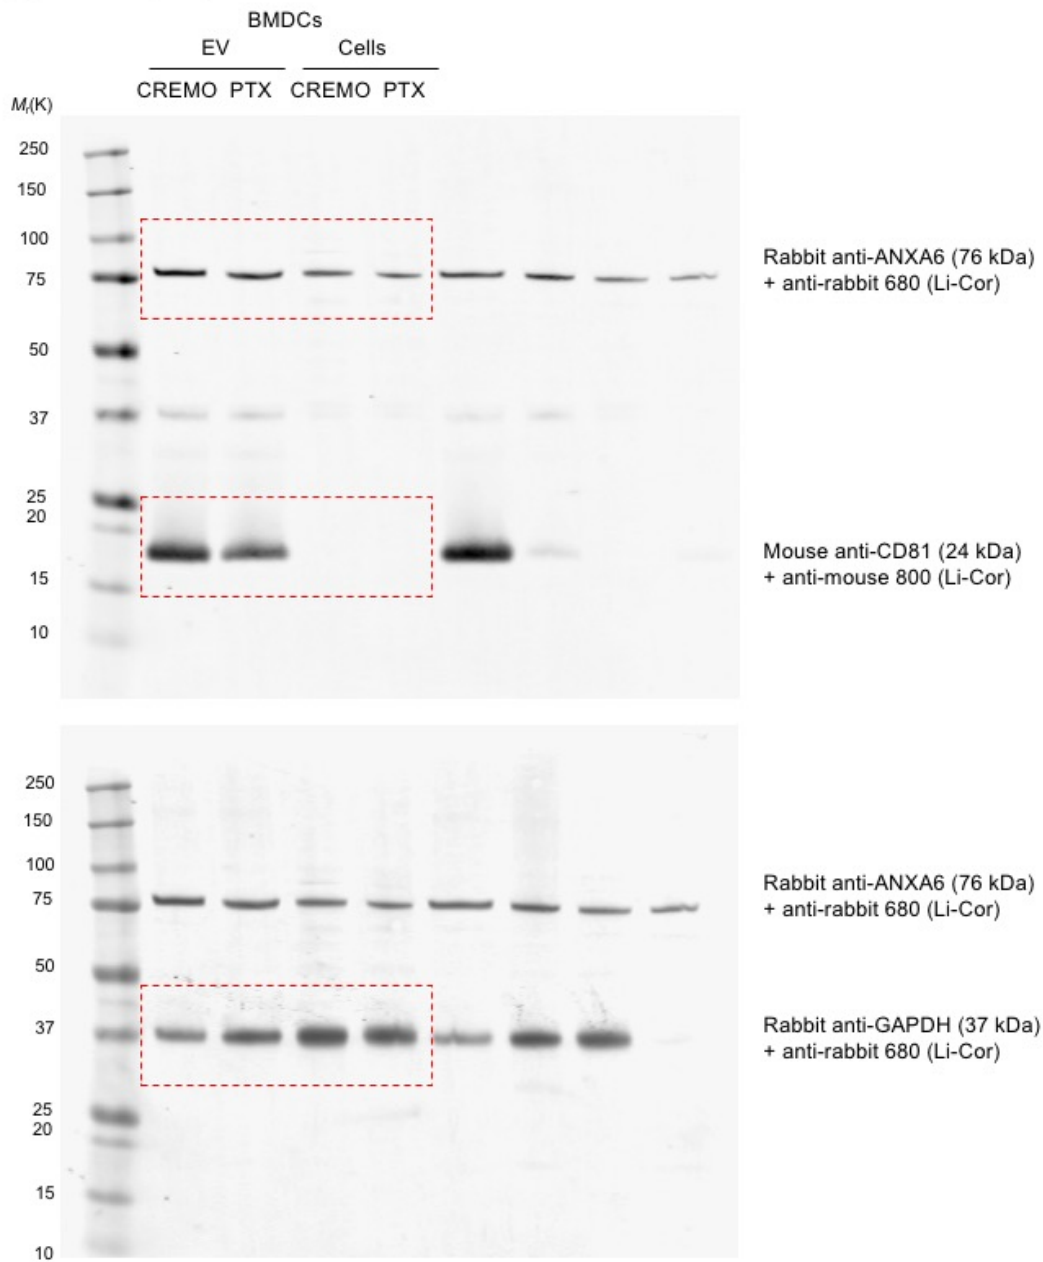 BMDCs
EV Cells
CREMO PTX CREMO PTX
Mr(K)
250
150
100
75
50
37
25
20
15
10
Rabbit anti-ANXA6 (76 kDa)
+ anti-rabbit 680 (Li-Cor)
Mouse anti-CD81 (24 kDa)
+ anti-mouse 800 (Li-Cor)
250
150
100
75
50
37
25
20
15
10
Rabbit anti-ANXA6 (76 kDa)
+ anti-rabbit 680 (Li-Cor)
Rabbit anti-GAPDH (37 kDa)
+ anti-rabbit 680 (Li-Cor)